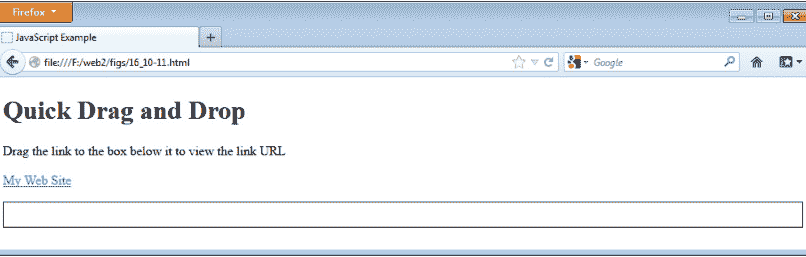 Firefox
JavaScript Example
file:///F:/web2/figs/16_10-11.html
Google
Quick Drag and Drop
Drag the link to the box below it to view the link URL
My Web Site